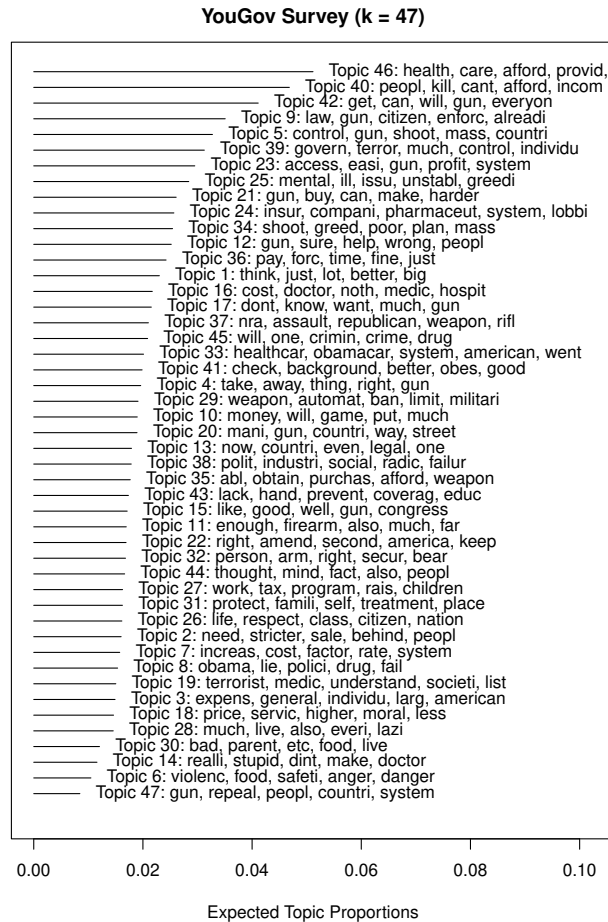 YouGov Survey (k = 47)
Topic 46: health, care, afford, provid,
Topic 40: peopl, kill, cant, afford, incom
Topic 42: get, can, will, gun, everyon
Topic 9: law, gun, citizen, enforc, alreadi
Topic 5: control, gun, shoot, mass, countri
Topic 39: govern, terror, much, control, individu
Topic 23: access, easi, gun, profit, system
Topic 25: mental, ill, issu, unstabl, greedi
Topic 21: gun, buy, can, make, harder
Topic 24: insur, compani, pharmaceut, system, lobbi
Topic 34: shoot, greed, poor, plan, mass
Topic 12: gun, sure, help, wrong, peopl
Topic 36: pay, forc, time, fine, just
Topic 1: think, just, lot, better, big
Topic 16: cost, doctor, noth, medic, hospit
Topic 17: dont, know, want, much, gun
Topic 37: nra, assault, republican, weapon, rifl
Topic 45: will, one, crimin, crime, drug
Topic 33: healthcar, obamacar, system, american, went
Topic 41: check, background, better, obes, good
Topic 4: take, away, thing, right, gun
Topic 29: weapon, automat, ban, limit, militari
Topic 10: money, will, game, put, much
Topic 20: mani, gun, countri, way, street
Topic 13: now, countri, even, legal, one
Topic 38: polit, industri, social, radic, failur
Topic 35: abl, obtain, purchas, afford, weapon
Topic 43: lack, hand, prevent, coverag, educ
Topic 15: like, good, well, gun, congress
Topic 11: enough, firearm, also, much, far
Topic 22: right, amend, second, america, keep
Topic 32: person, arm, right, secur, bear
Topic 44: thought, mind, fact, also, peopl
Topic 27: work, tax, program, rais, children
Topic 31: protect, famili, self, treatment, place
Topic 26: life, respect, class, citizen, nation
Topic 2: need, stricter, sale, behind, peopl
Topic 7: increas, cost, factor, rate, system
Topic 8: obama, lie, polici, drug, fail
Topic 19: terrorist, medic, understand, societi, list
Topic 3: expens, general, individu, larg, american
Topic 18: price, servic, higher, moral, less
Topic 28: much, live, also, everi, lazi
Topic 30: bad, parent, etc, food, live
Topic 14: realli, stupid, dint, make, doctor
Topic 6: violenc, food, safeti, anger, danger
Topic 47: gun, repeal, peopl, countri, system
0.00 0.02 0.04 0.06 0.08 0.10
Expected Topic Proportions